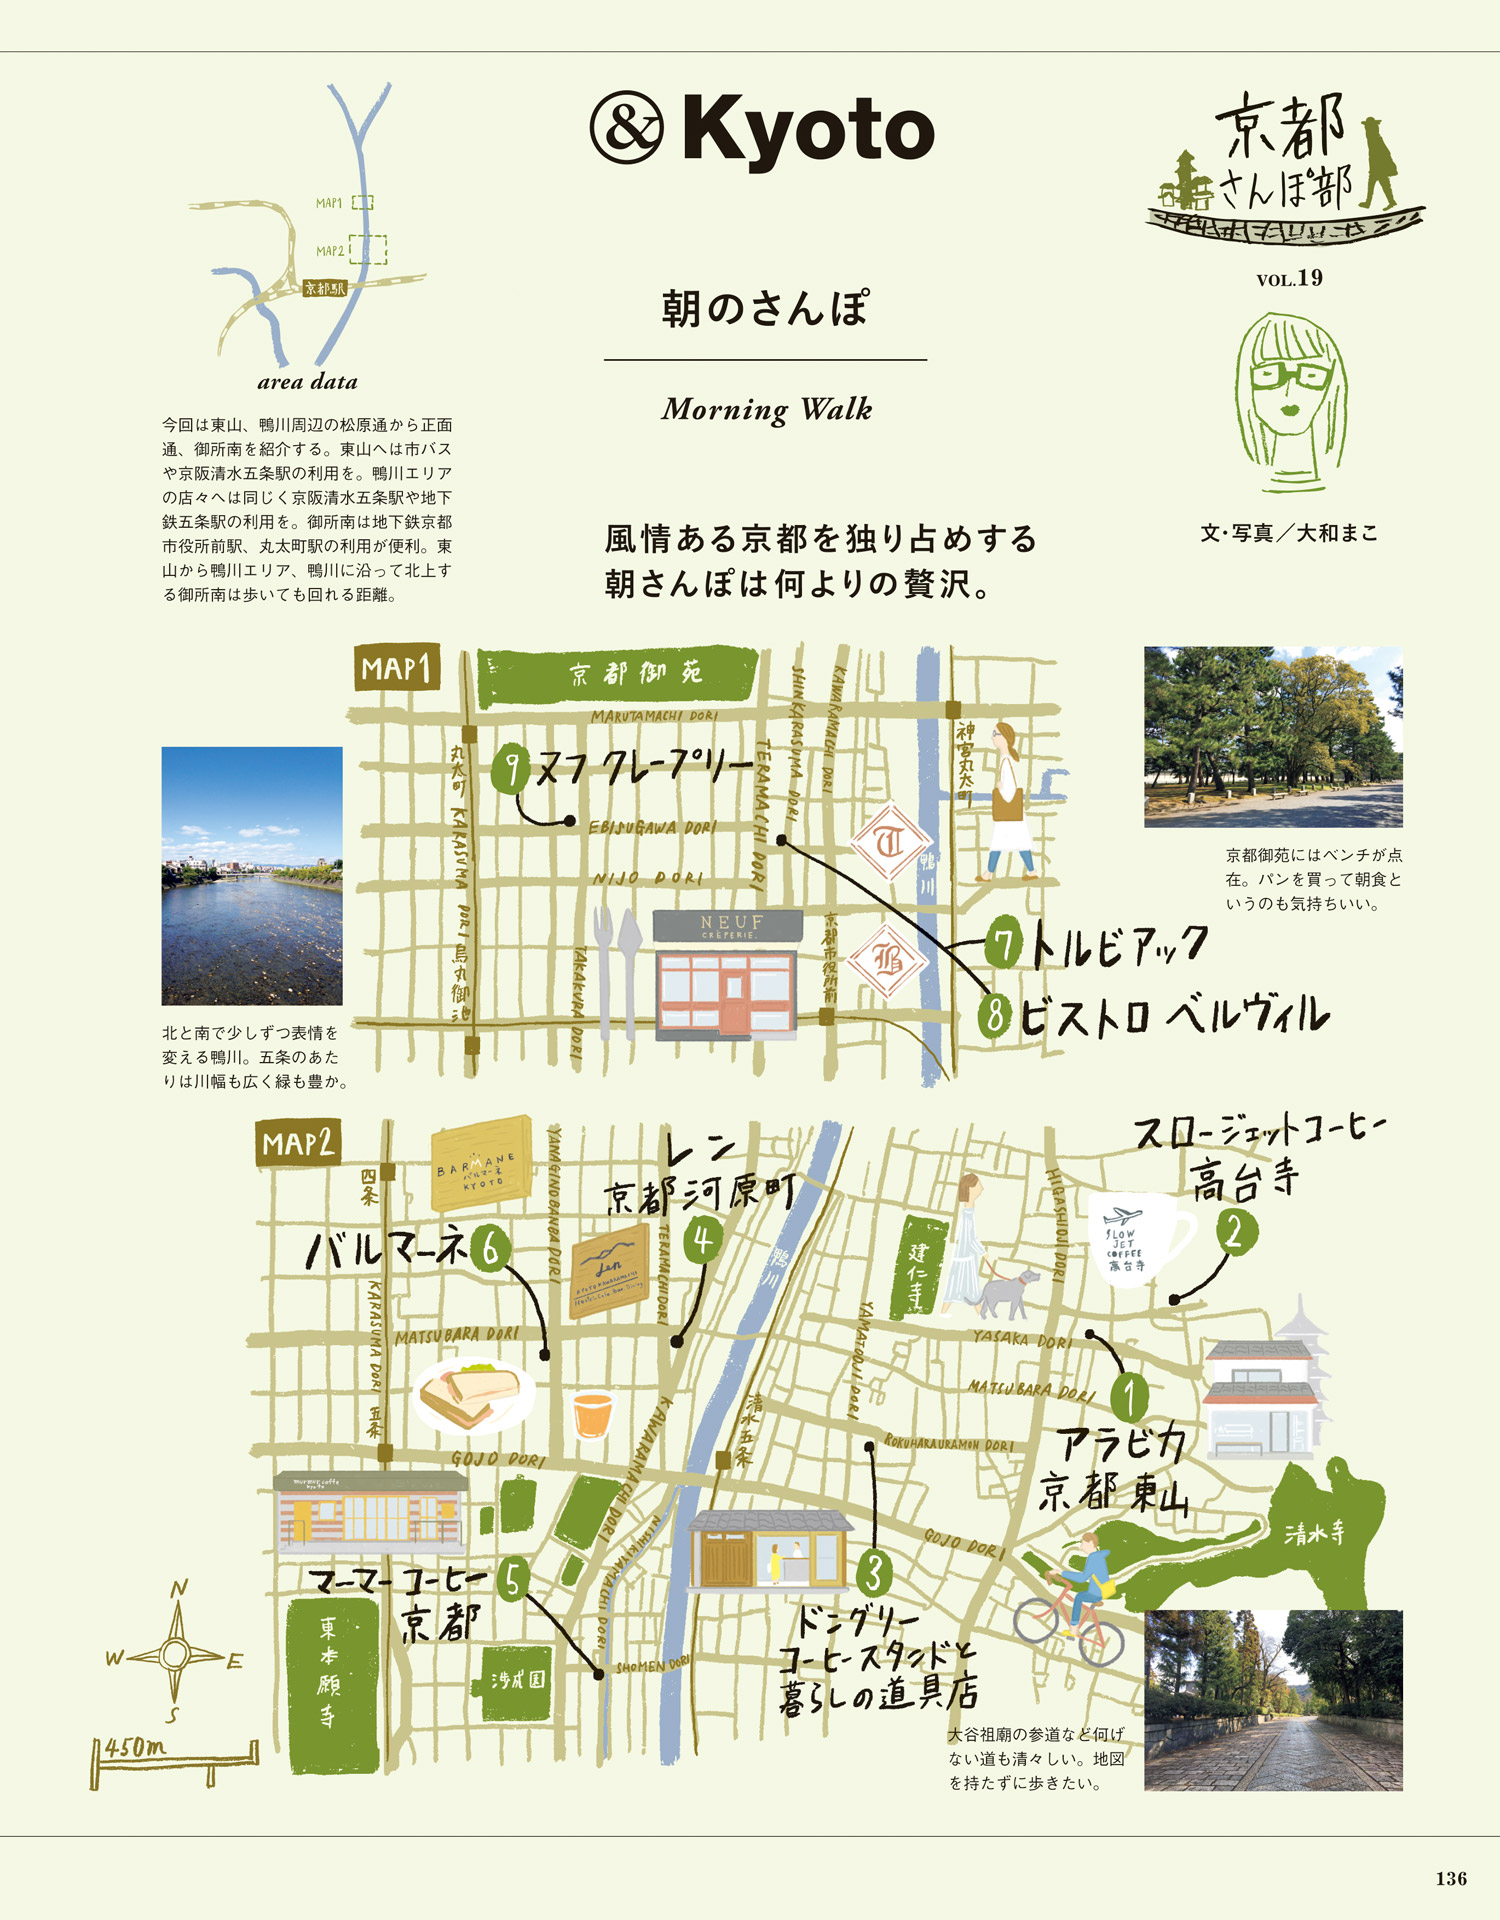 & Kyoto
京都
さんぽ部
VOL.19
文・写真／大和まこ
MAP1
MAP2
京都駅
area data
今回は東山、鴨川周辺の松原通から正面
通、御所南を紹介する。東山へは市バス
や京阪清水五条駅の利用を。鴨川エリア
の店々へは同じく京阪清水五条駅や地下
鉄五条駅の利用を。御所南は地下鉄京都
市役所前駅、丸太町駅の利用が便利。東
山から鴨川エリア、鴨川に沿って北上す
る御所南は歩いても回れる距離。
朝のさんぽ
Morning Walk
風情ある京都を独り占めする
朝さんぽは何よりの贅沢。
MAP1
京都御苑
MARUTAMACHI DORI
SHINKARASUMA DORI
KAWARAMACHI DORI
丸太町
神宮丸太町
9 ヌフ クレープリー
TERAMACHI DORI
KARASUMA DORI
EBISUGAWA DORI
NIJO DORI
鴨川
T
B
NEUF
CRÊPERIE.
烏丸御池
TAKAKURA DORI
京都市役所前
7 トルビアック
8 ビストロ ベルヴィル
京都御苑にはベンチが点
在。パンを買って朝食と
いうのも気持ちいい。
北と南で少しずつ表情を
変える鴨川。五条のあた
りは川幅も広く緑も豊か。
MAP2
四条
BARMANE
バルマーネ
KYOTO
YANAGINOBANBA DORI
レン
京都河原町
4
スロージェットコーヒー
高台寺
2
SLOW
JET
COFFEE
高台寺
HIGASHIOJI DORI
建仁寺
バルマーネ 6
Len
TERAMACHI DORI
鴨川
KARASUMA DORI
MATSUBARA DORI
YAMATOOJI DORI
YASAKA DORI
MATSUBARA DORI
1
アラビカ
京都東山
五条
GOJO DORI
KAWARAMACHI DORI
清水五条
ROKUHARAURAMON DORI
GOJO DORI
清水寺
murmur coffee
kyoto
NISHIKIYAMACHI DORI
マーマーコーヒー
京都
5
3
ドングリー
コーヒースタンドと
暮らしの道具店
東本願寺
渉成園
SHOMEN DORI
N
W
E
S
450m
大谷祖廟の参道など何げ
ない道も清々しい。地図
を持たずに歩きたい。
136